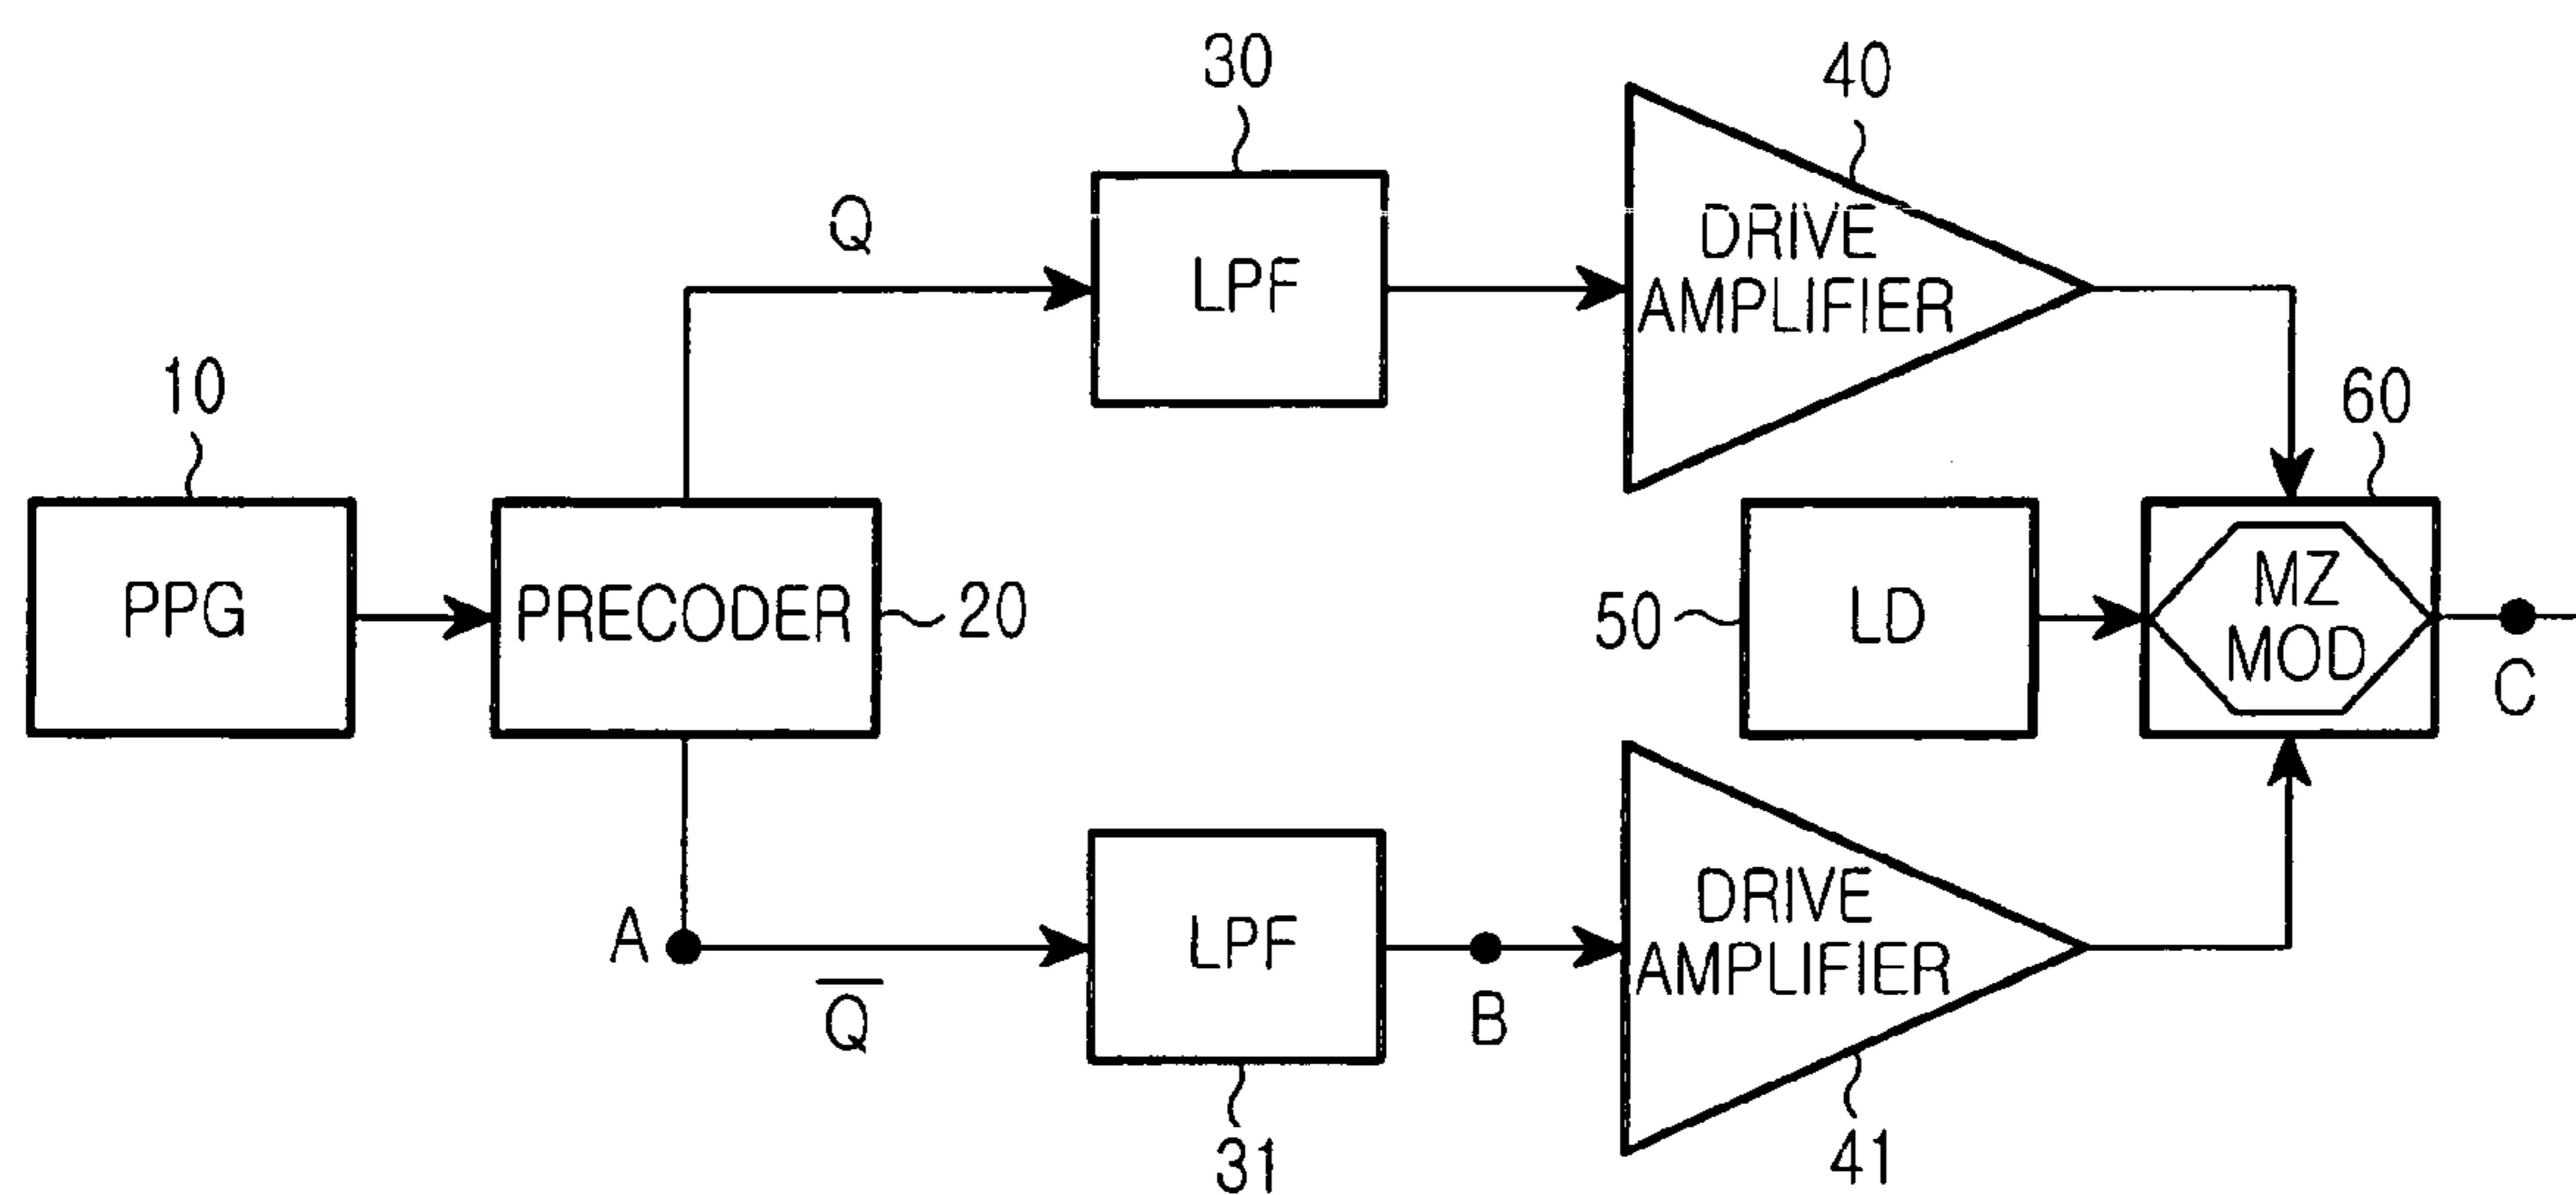 30
40
Q
LPF
DRIVE
AMPLIFIER
10
60
PPG
PRECODER
20
50
LD
MZ
MOD
C
A
Q̅
LPF
B
DRIVE
AMPLIFIER
31
41